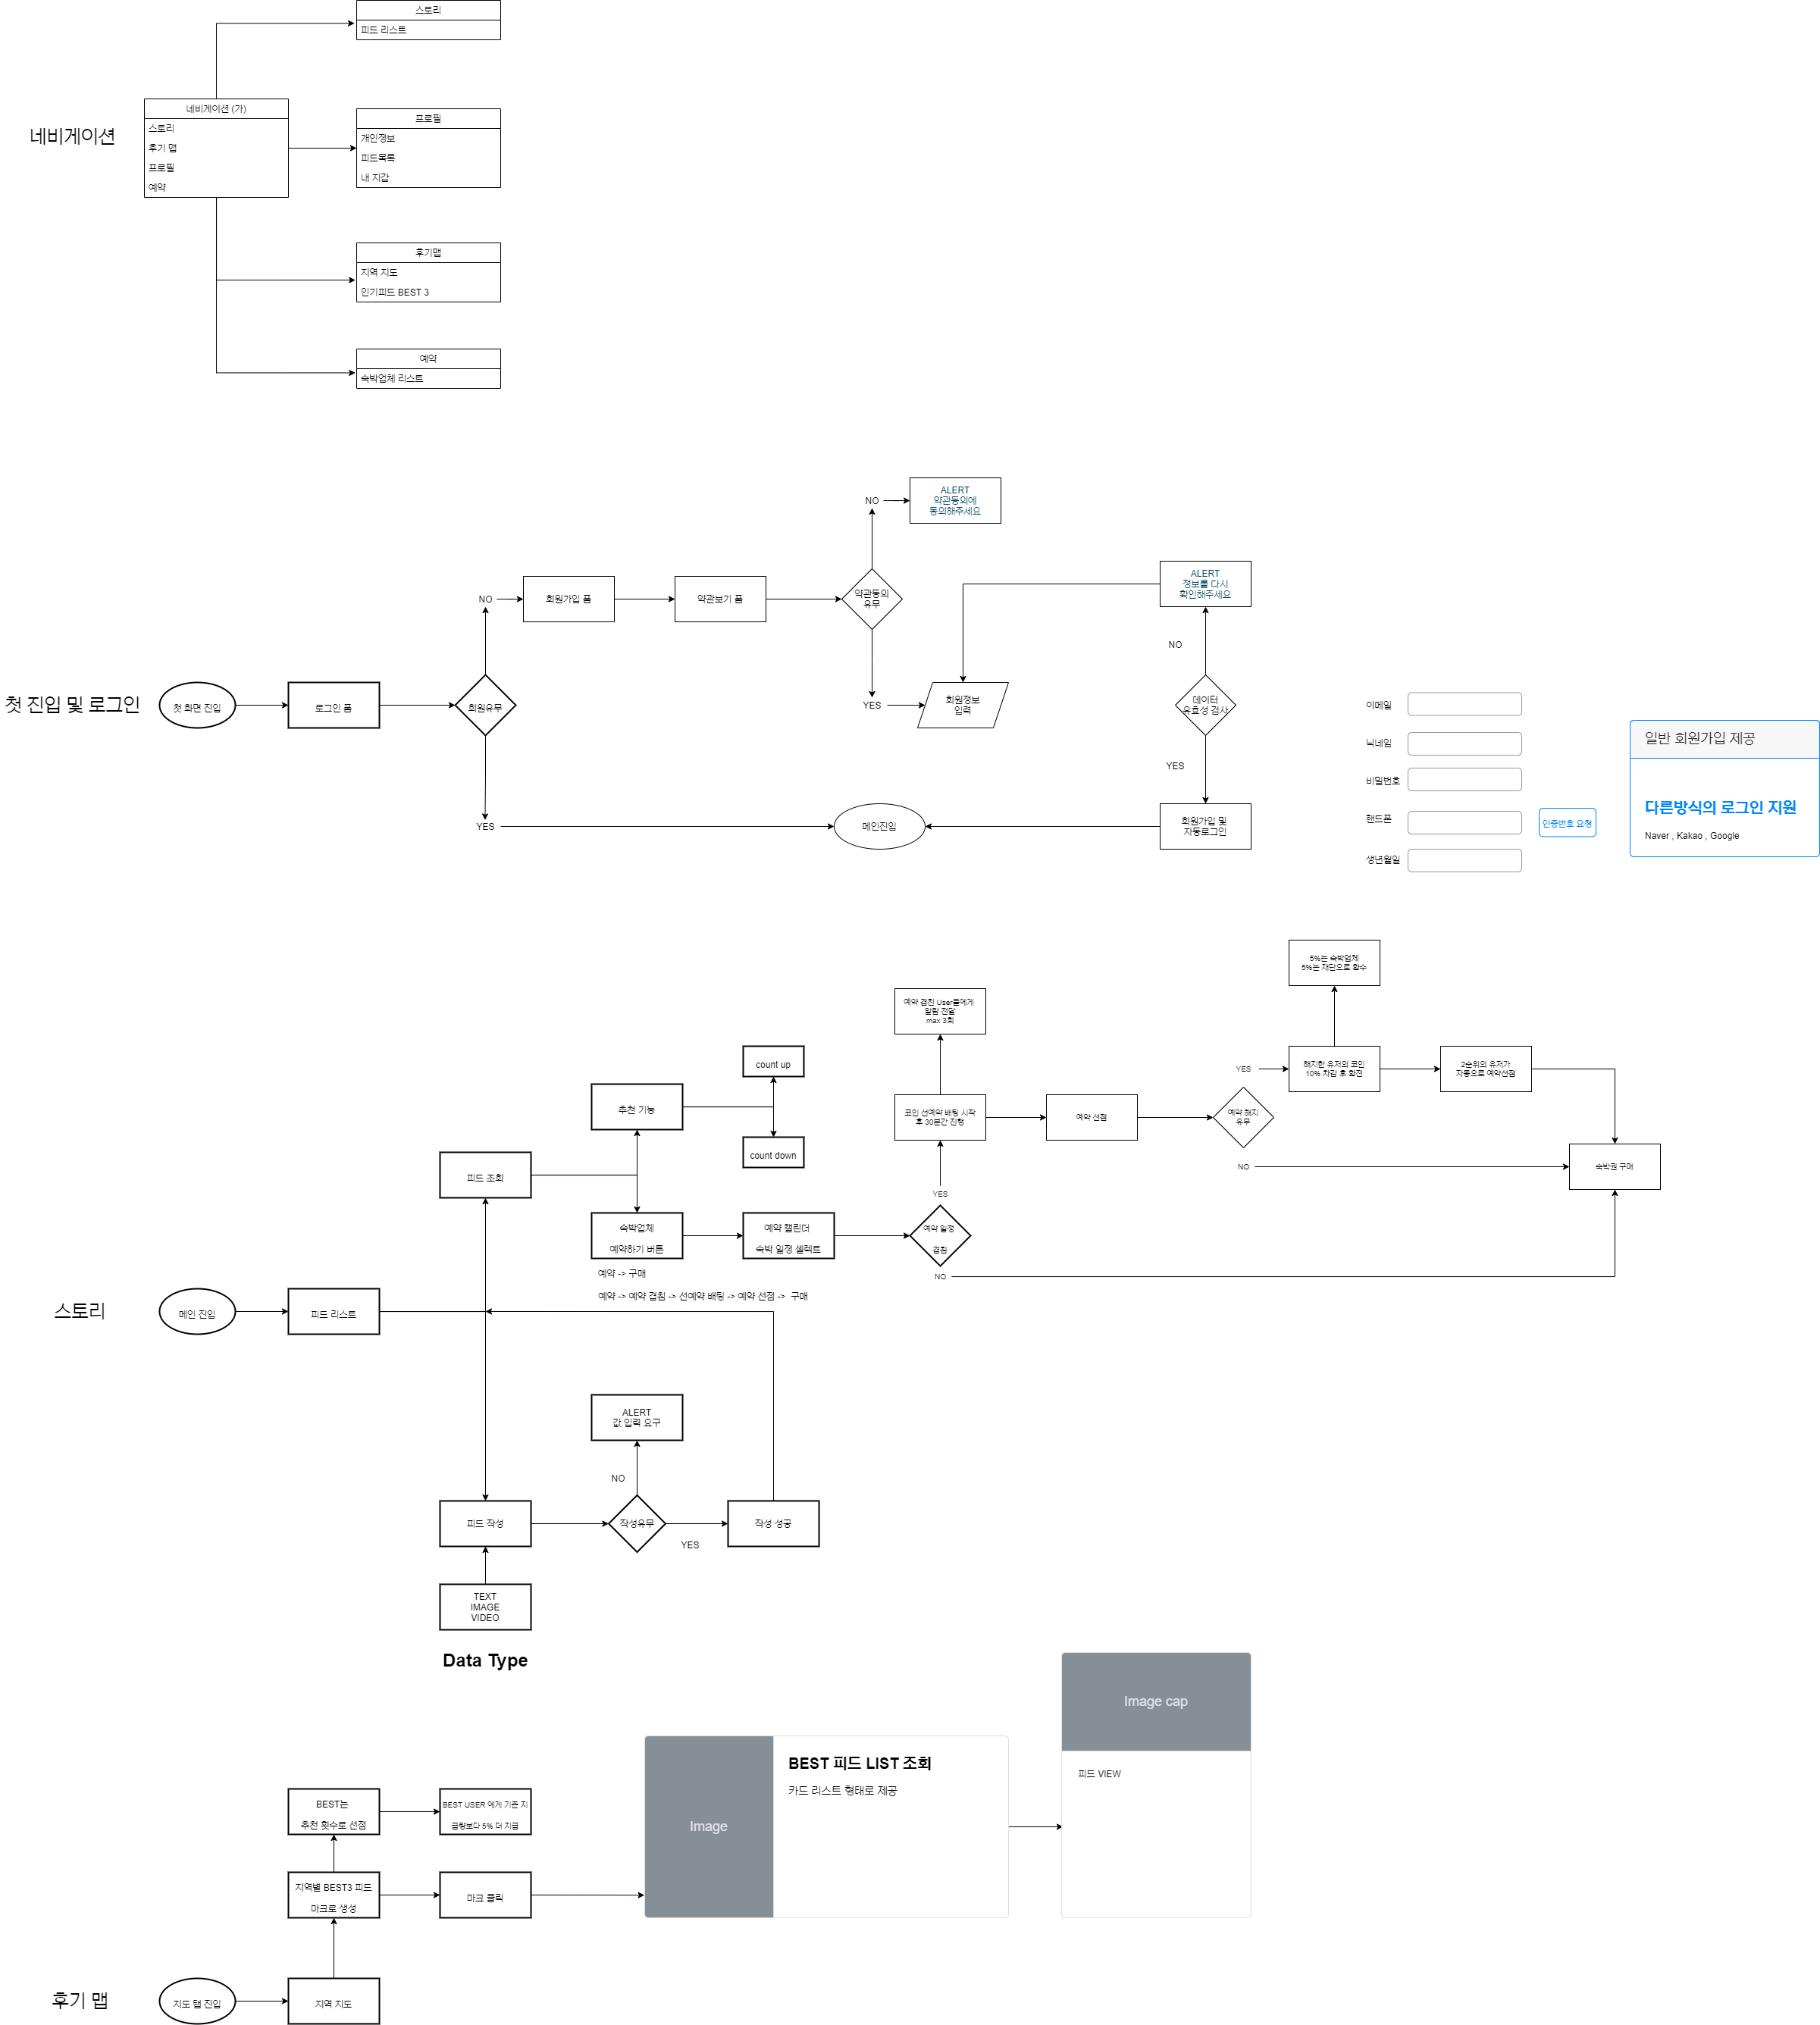 스토리
피드 리스트
네비게이션
네비게이션 (가)
스토리
후기 맵
프로필
예약
프로필
개인정보
피드목록
내 지갑
후기맵
지역 지도
인기피드 BEST 3
예약
숙박업체 리스트
첫 진입 및 로그인
첫 화면 진입
로그인 폼
회원유무
NO
회원가입 폼
약관보기 폼
약관동의
유무
NO
ALERT
약관동의에
동의해주세요
YES
회원정보
입력
ALERT
정보를 다시
확인해주세요
NO
데이터
유효성 검사
YES
회원가입 및
자동로그인
YES
메인진입
이메일
닉네임
비밀번호
핸드폰
인증번호 요청
생년월일
일반 회원가입 제공
다른방식의 로그인 지원
Naver , Kakao , Google
스토리
메인 진입
피드 리스트
피드 조회
추천 기능
count up
count down
숙박업체
예약하기 버튼
예약 -> 구매
예약 -> 예약 겹침 -> 선예약 배팅 -> 예약 선점 -> 구매
예약 캘린더
숙박 일정 셀렉트
예약 일정
겹침
YES
NO
코인 선예약 배팅 시작
후 30분간 진행
예약 겹친 User들에게
알람 전달
max 3회
예약 선점
예약 해지
유무
YES
NO
해지한 유저의 코인
10% 차감 후 환전
5%는 숙박업체
5%는 재단으로 환수
2순위의 유저가
자동으로 예약선점
숙박권 구매
피드 작성
작성유무
NO
ALERT
값 입력 요구
YES
작성 성공
TEXT
IMAGE
VIDEO
Data Type
후기 맵
지도 탭 진입
지역 지도
지역별 BEST3 피드
마크로 생성
BEST는
추천 횟수로 선점
BEST USER 에게 기존 지
급량보다 5% 더 지급
마크 클릭
Image
BEST 피드 LIST 조회
카드 리스트 형태로 제공
Image cap
피드 VIEW